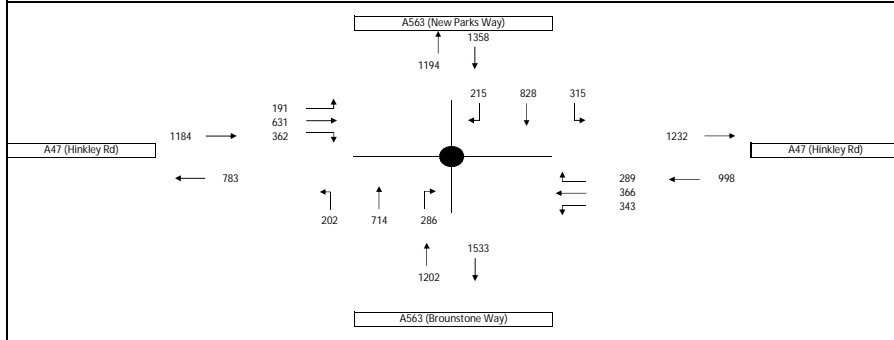 A563 (New Parks Way)
1358
1194
215 828 315
191
631
362
1184
1232
A47 (Hinkley Rd)
A47 (Hinkley Rd)
783
289
366
343
998
202 714 286
1533
1202
A563 (Brounstone Way)